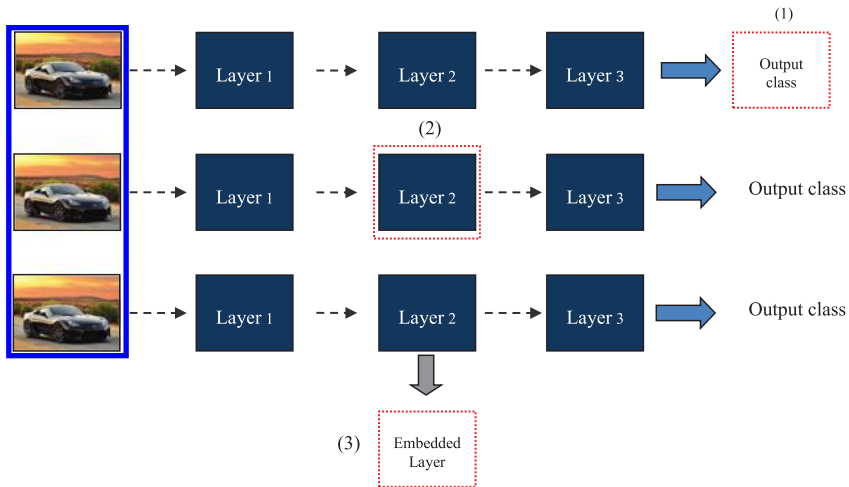 (1)
Layer 1
Layer 2
Layer 3
Output
class
(2)
Layer 1
Layer 2
Layer 3
Output class
Layer 1
Layer 2
Layer 3
Output class
(3)
Embedded
Layer